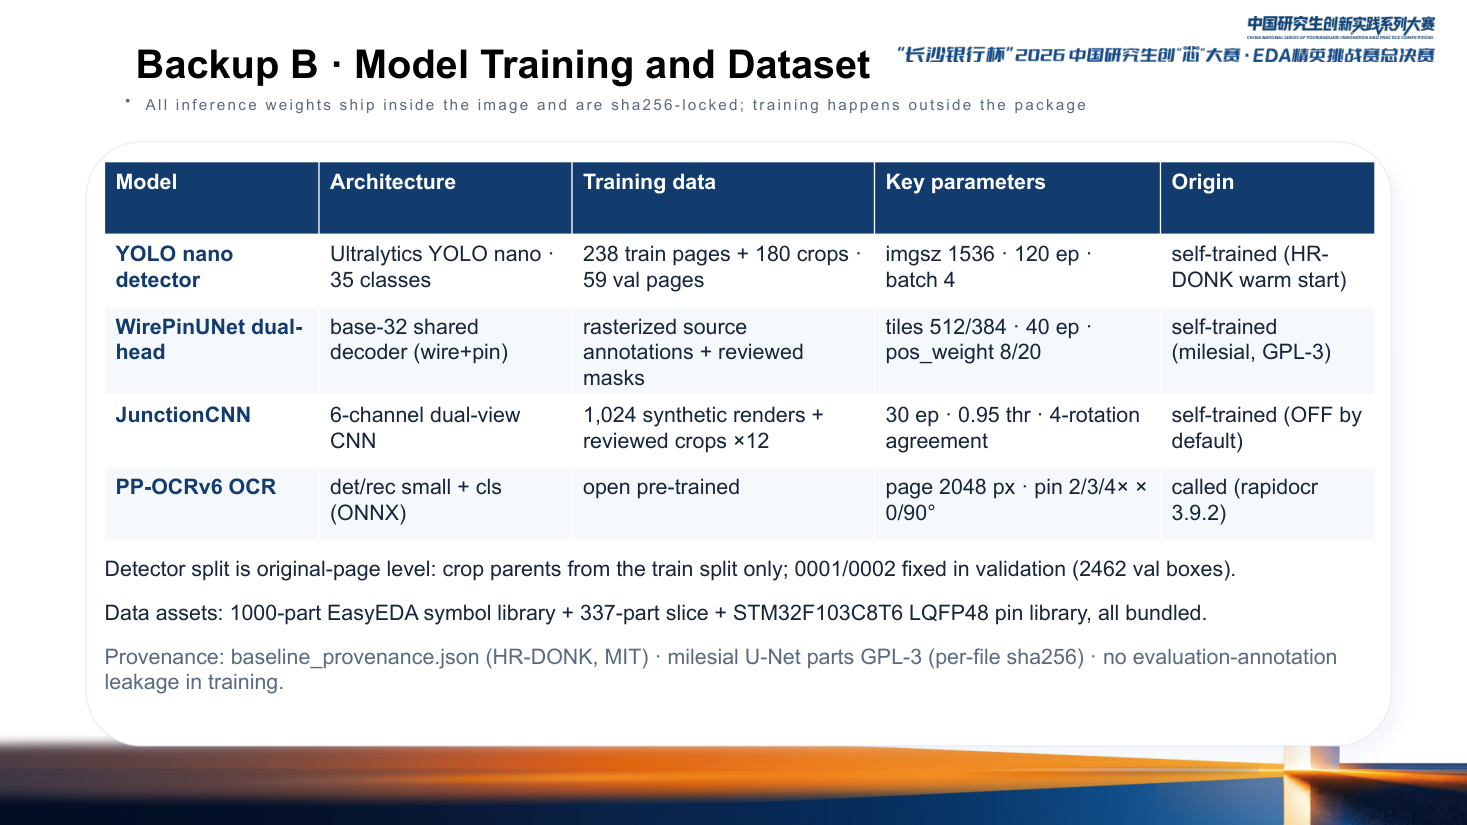 中国研究生创新实践系列大赛
CHINA NATIONAL SERIES OF POSTGRADUATE INNOVATION AND PRACTICE COMPETITIONS
“长沙银行杯”2026中国研究生创“芯”大赛·EDA精英挑战赛总决赛
Backup B · Model Training and Dataset
• All inference weights ship inside the image and are sha256-locked; training happens outside the package
Model Architecture Training data Key parameters Origin
YOLO nano detector
Ultralytics YOLO nano ·
35 classes
238 train pages + 180 crops ·
59 val pages
imgsz 1536 · 120 ep ·
batch 4
self-trained (HR-
DONK warm start)
WirePinUNet dual-
head
base-32 shared
decoder (wire+pin)
rasterized source
annotations + reviewed
masks
tiles 512/384 · 40 ep ·
pos_weight 8/20
self-trained
(milesial, GPL-3)
JunctionCNN
6-channel dual-view
CNN
1,024 synthetic renders +
reviewed crops ×12
30 ep · 0.95 thr · 4-rotation
agreement
self-trained (OFF by
default)
PP-OCRv6 OCR
det/rec small + cls
(ONNX)
open pre-trained
page 2048 px · pin 2/3/4× ×
0/90°
called (rapidocr
3.9.2)
Detector split is original-page level: crop parents from the train split only; 0001/0002 fixed in validation (2462 val boxes).
Data assets: 1000-part EasyEDA symbol library + 337-part slice + STM32F103C8T6 LQFP48 pin library, all bundled.
Provenance: baseline_provenance.json (HR-DONK, MIT) · milesial U-Net parts GPL-3 (per-file sha256) · no evaluation-annotation
leakage in training.